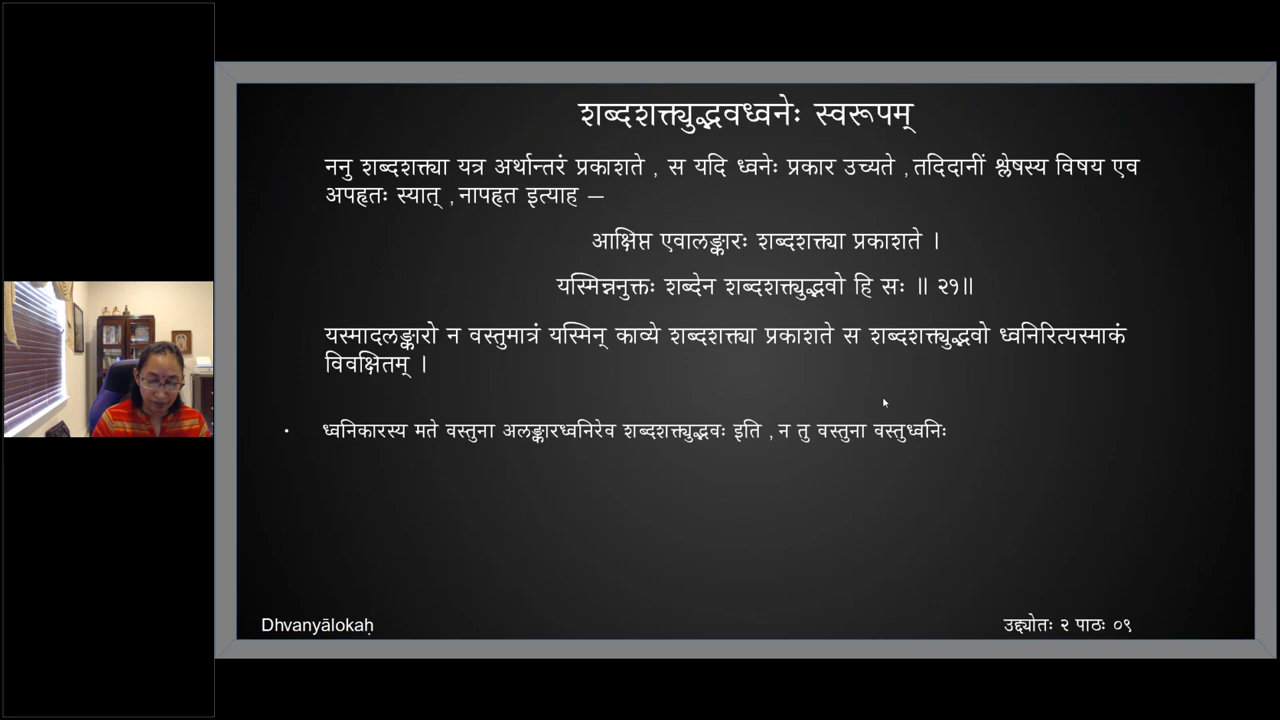 शब्दशक्त्युद्भवध्वनेः स्वरूपम्
ननु शब्दशक्त्या यत्र अर्थान्तरं प्रकाशते , स यदि ध्वनेः प्रकार उच्यते ,तदिदानीं श्लेषस्य विषय एव
अपहृतः स्यात् ,नापहृत इत्याह –
आक्षिप्त एवालङ्कारः शब्दशक्त्या प्रकाशते ।
यस्मिन्ननुक्तः शब्देन शब्दशक्त्युद्भवो हि सः ॥ २१॥
यस्मादलङ्कारो न वस्तुमात्रं यस्मिन् काव्ये शब्दशक्त्या प्रकाशते स शब्दशक्त्युद्भवो ध्वनिरित्यस्माकं
विवक्षितम् ।
• ध्वनिकारस्य मते वस्तुना अलङ्कारध्वनिरेव शब्दशक्त्युद्भवः इति ,न तु वस्तुना वस्तुध्वनिः
Dhvanyālokaḥ
उद्द्योतः २ पाठः ०९